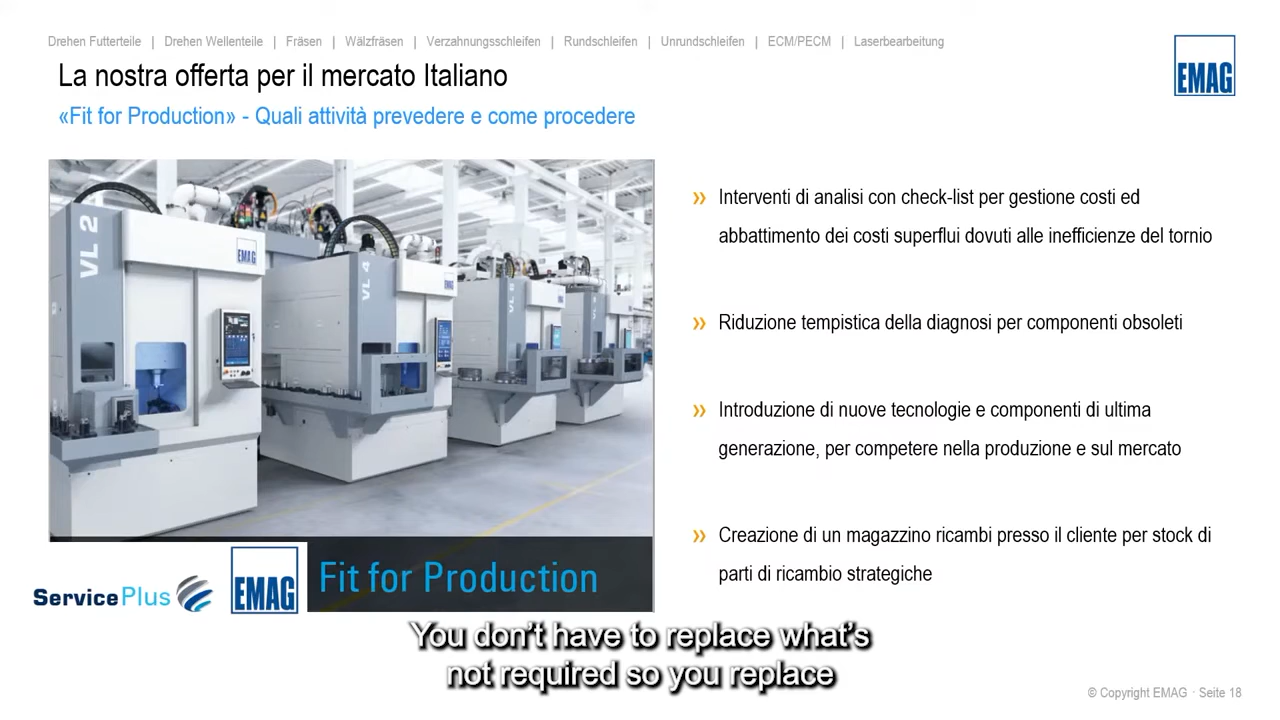 Drehen Futterteile | Drehen Wellenteile | Fräsen | Wälzfräsen | Verzahnungsschleifen | Rundschleifen | Unrundschleifen | ECM/PECM | Laserbearbeitung
La nostra offerta per il mercato Italiano
EMAG
«Fit for Production» - Quali attività prevedere e come procedere
VL 2
EMAG
VL 4
EMAG
» Interventi di analisi con check-list per gestione costi ed
abbattimento dei costi superflui dovuti alle inefficienze del tornio
» Riduzione tempistica della diagnosi per componenti obsoleti
» Introduzione di nuove tecnologie e componenti di ultima
generazione, per competere nella produzione e sul mercato
» Creazione di un magazzino ricambi presso il cliente per stock di
parti di ricambio strategiche
ServicePlus
EMAG
Fit for Production
You don't have to replace what's
not required so you replace
© Copyright EMAG · Seite 18